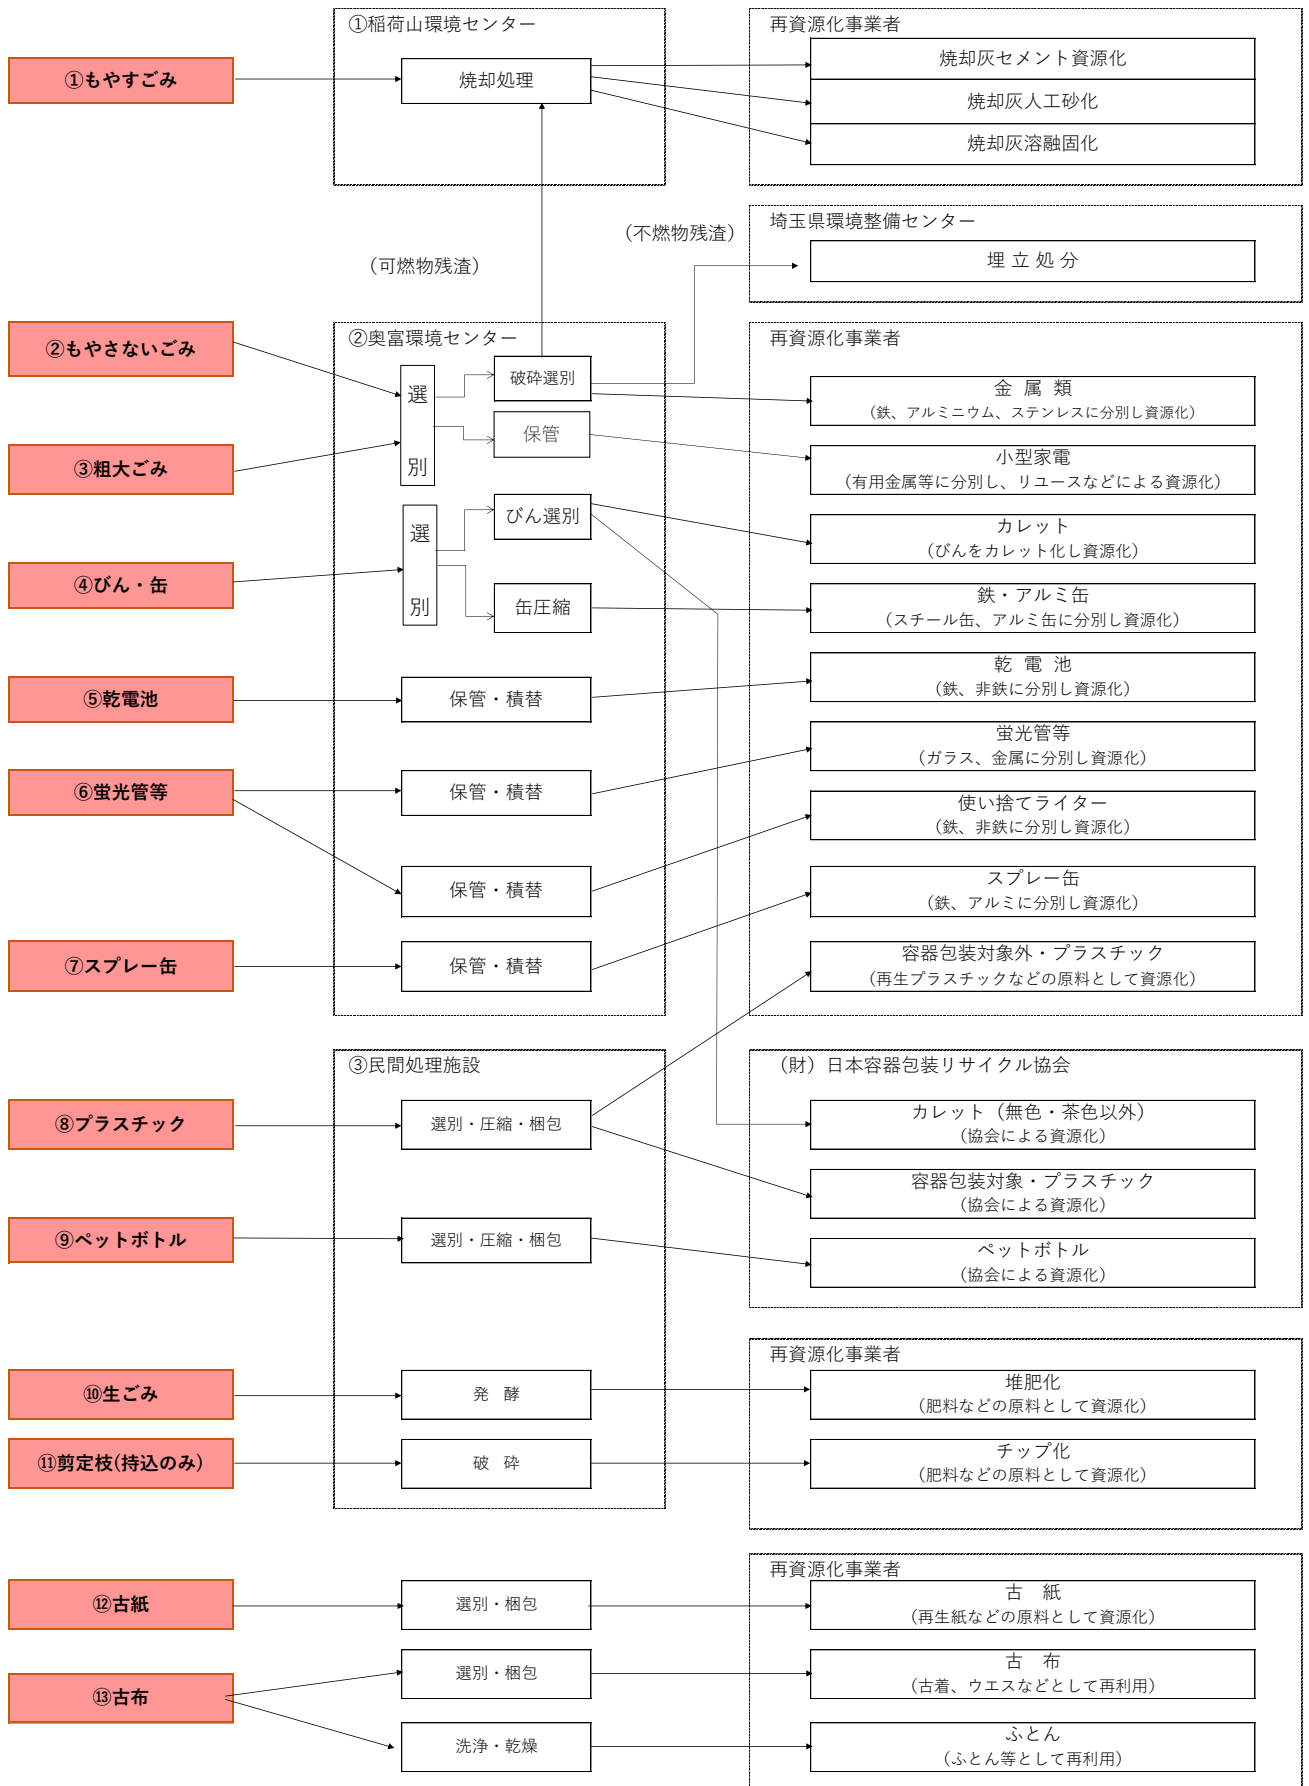 ①稲荷山環境センター
再資源化事業者
①もやすごみ
焼却処理
焼却灰セメント資源化
焼却灰人工砂化
焼却灰溶融固化
埼玉県環境整備センター
（不燃物残渣）
埋 立 処 分
（可燃物残渣）
②もやさないごみ
②奥富環境センター
再資源化事業者
選
別
破砕選別
金 属 類
（鉄、アルミニウム、ステンレスに分別し資源化）
保管
小型家電
（有用金属等に分別し、リユースなどによる資源化）
③粗大ごみ
選
別
びん選別
カレット
（びんをカレット化し資源化）
④びん・缶
缶圧縮
鉄・アルミ缶
（スチール缶、アルミ缶に分別し資源化）
⑤乾電池
保管・積替
乾 電 池
（鉄、非鉄に分別し資源化）
⑥蛍光管等
保管・積替
蛍光管等
（ガラス、金属に分別し資源化）
使い捨てライター
（鉄、非鉄に分別し資源化）
保管・積替
スプレー缶
（鉄、アルミに分別し資源化）
⑦スプレー缶
保管・積替
容器包装対象外・プラスチック
（再生プラスチックなどの原料として資源化）
③民間処理施設
（財）日本容器包装リサイクル協会
⑧プラスチック
選別・圧縮・梱包
カレット（無色・茶色以外）
（協会による資源化）
容器包装対象・プラスチック
（協会による資源化）
⑨ペットボトル
選別・圧縮・梱包
ペットボトル
（協会による資源化）
再資源化事業者
⑩生ごみ
発 酵
堆肥化
（肥料などの原料として資源化）
⑪剪定枝(持込のみ)
破 砕
チップ化
（肥料などの原料として資源化）
再資源化事業者
⑫古紙
選別・梱包
古 紙
（再生紙などの原料として資源化）
⑬古布
選別・梱包
古 布
（古着、ウエスなどとして再利用）
洗浄・乾燥
ふとん
（ふとん等として再利用）